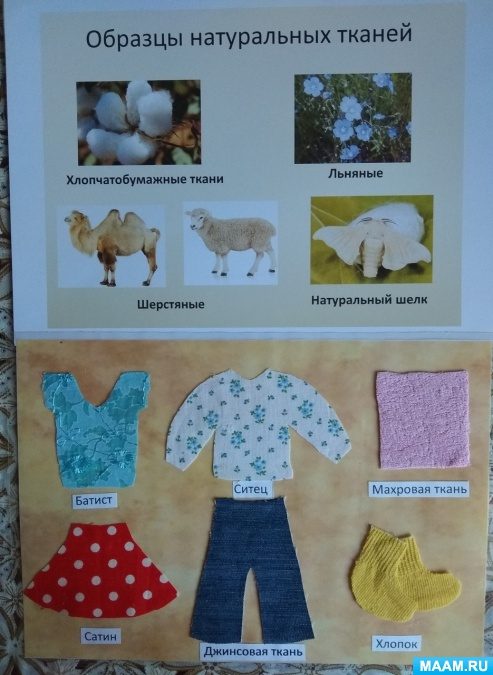 Образцы натуральных тканей
Хлопчатобумажные ткани
Льняные
Шерстяные
Натуральный шелк
Батист
Ситец
Махровая ткань
Сатин
Джинсовая ткань
Хлопок
MAAM.RU